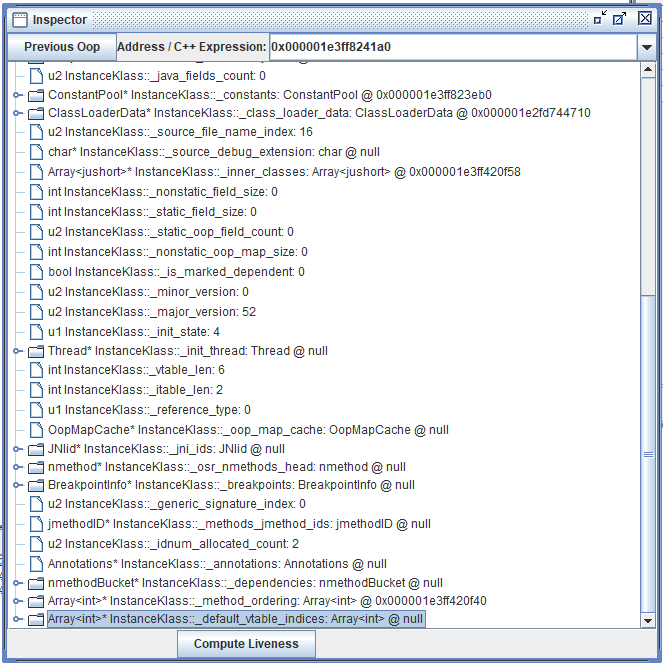 Inspector
Previous Oop Address / C++ Expression: 0x000001e3ff8241a0
u2 InstanceKlass::_java_fields_count: 0
ConstantPool* InstanceKlass::_constants: ConstantPool @ 0x000001e3ff823eb0
ClassLoaderData* InstanceKlass::_class_loader_data: ClassLoaderData @ 0x000001e2fd744710
u2 InstanceKlass::_source_file_name_index: 16
char* InstanceKlass::_source_debug_extension: char @ null
Array<jushort>* InstanceKlass::_inner_classes: Array<jushort> @ 0x000001e3ff420f58
int InstanceKlass::_nonstatic_field_size: 0
int InstanceKlass::_static_field_size: 0
u2 InstanceKlass::_static_oop_field_count: 0
int InstanceKlass::_nonstatic_oop_map_size: 0
bool InstanceKlass::_is_marked_dependent: 0
u2 InstanceKlass::_minor_version: 0
u2 InstanceKlass::_major_version: 52
u1 InstanceKlass::_init_state: 4
Thread* InstanceKlass::_init_thread: Thread @ null
int InstanceKlass::_vtable_len: 6
int InstanceKlass::_itable_len: 2
u1 InstanceKlass::_reference_type: 0
OopMapCache* InstanceKlass::_oop_map_cache: OopMapCache @ null
JNIid* InstanceKlass::_jni_ids: JNIid @ null
nmethod* InstanceKlass::_osr_nmethods_head: nmethod @ null
BreakpointInfo* InstanceKlass::_breakpoints: BreakpointInfo @ null
u2 InstanceKlass::_generic_signature_index: 0
jmethodID* InstanceKlass::_methods_jmethod_ids: jmethodID @ null
u2 InstanceKlass::_idnum_allocated_count: 2
Annotations* InstanceKlass::_annotations: Annotations @ null
nmethodBucket* InstanceKlass::_dependencies: nmethodBucket @ null
Array<int>* InstanceKlass::_method_ordering: Array<int> @ 0x000001e3ff420f40
Array<int>* InstanceKlass::_default_vtable_indices: Array<int> @ null
Compute Liveness